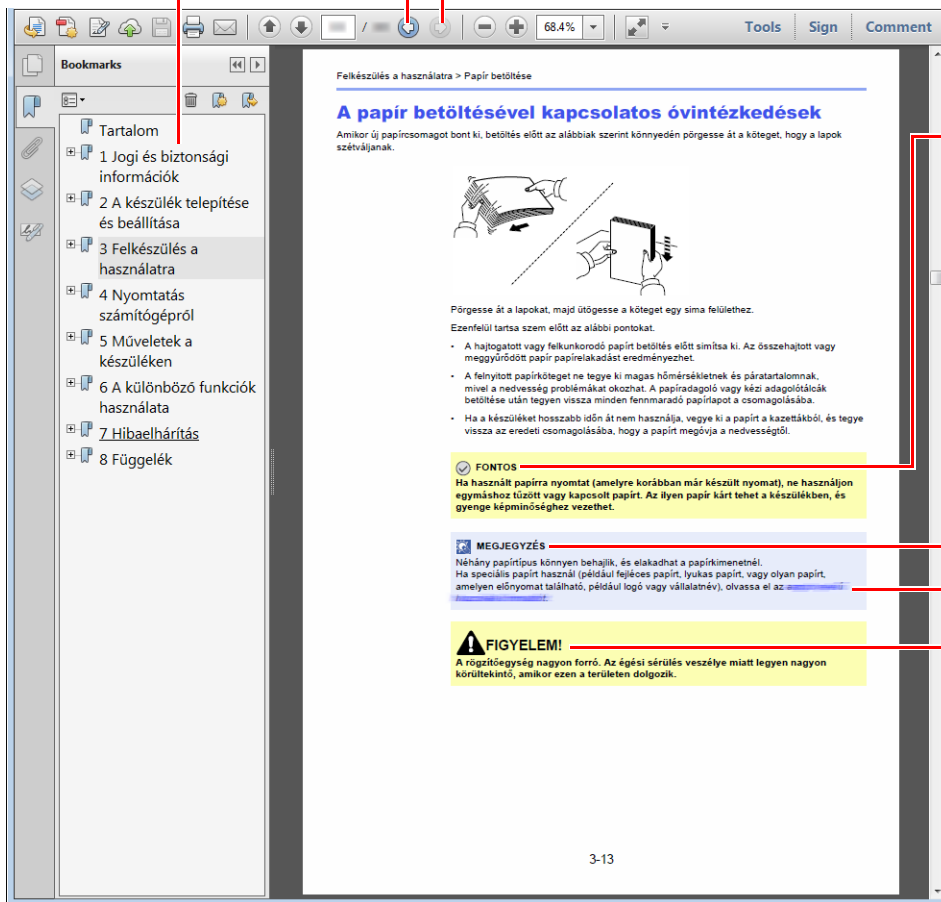 /
68.4%
Tools
Sign
Comment
Bookmarks
Tartalom
1 Jogi és biztonsági
információk
2 A készülék telepítése
és beállítása
3 Felkészülés a
használatra
4 Nyomtatás
számítógépről
5 Műveletek a
készüléken
6 A különböző funkciók
használata
7 Hibaelhárítás
8 Függelék
Felkészülés a használatra > Papír betöltése
A papír betöltésével kapcsolatos óvintézkedések
Amikor új papírcsomagot bont ki, betöltés előtt az alábbiak szerint könnyedén pörgesse át a köteget, hogy a lapok
szétváljanak.
Pörgesse át a lapokat, majd ütögesse a köteget egy sima felülethez.
Ezenfelül tartsa szem előtt az alábbi pontokat.
• A hajtogatott vagy felkunkorodó papírt betöltés előtt simítsa ki. Az összehajtott vagy
meggyűrődött papír papírelakadást eredményezhet.
• A felnyitott papírköteget ne tegye ki magas hőmérsékletnek és páratartalomnak,
mivel a nedvesség problémákat okozhat. A papíradagoló vagy kézi adagolótálcák
betöltése után tegyen vissza minden fennmaradó papírlapot a csomagolásába.
• Ha a készüléket hosszabb időn át nem használja, vegye ki a papírt a kazettákból, és tegye
vissza az eredeti csomagolásába, hogy a papírt megóvja a nedvességtől.
FONTOS
Ha használt papírra nyomtat (amelyre korábban már készült nyomat), ne használjon
egymáshoz tűzött vagy kapcsolt papírt. Az ilyen papír kárt tehet a készülékben, és
gyenge képminőséghez vezethet.
MEGJEGYZÉS
Néhány papírtípus könnyen behajlik, és elakadhat a papírkimenetnél.
Ha speciális papírt használ (például fejléces papírt, lyukas papírt, vagy olyan papírt,
amelyen előnyomat található, például logó vagy vállalatnév), olvassa el az
FIGYELEM!
A rögzítőegység nagyon forró. Az égési sérülés veszélye miatt legyen nagyon
körültekintő, amikor ezen a területen dolgozik.
3-13